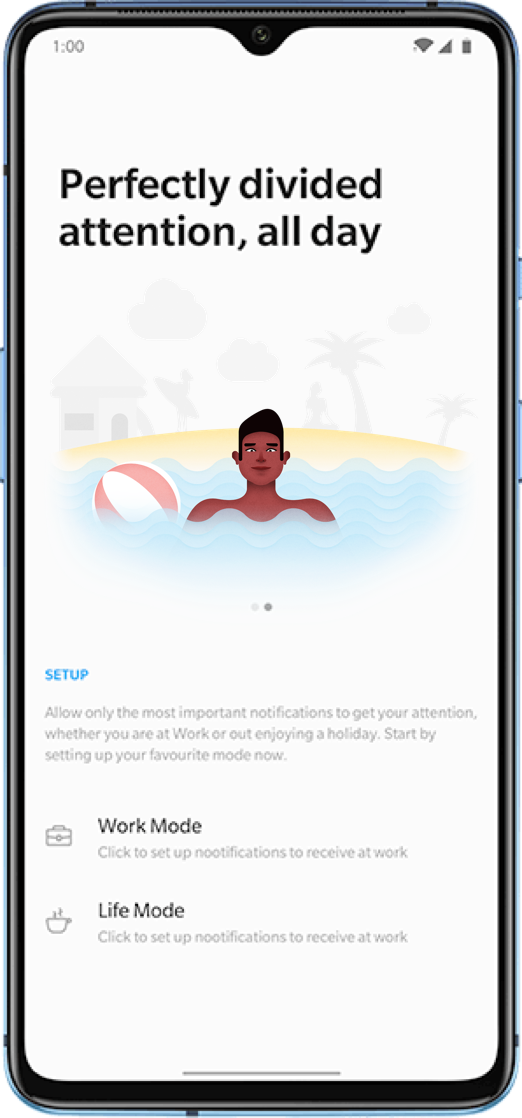 1:00
Perfectly divided
attention, all day
SETUP
Allow only the most important notifications to get your attention,
whether you are at Work or out enjoying a holiday. Start by
setting up your favourite mode now.
Work Mode
Click to set up nootifications to receive at work
Life Mode
Click to set up nootifications to receive at work